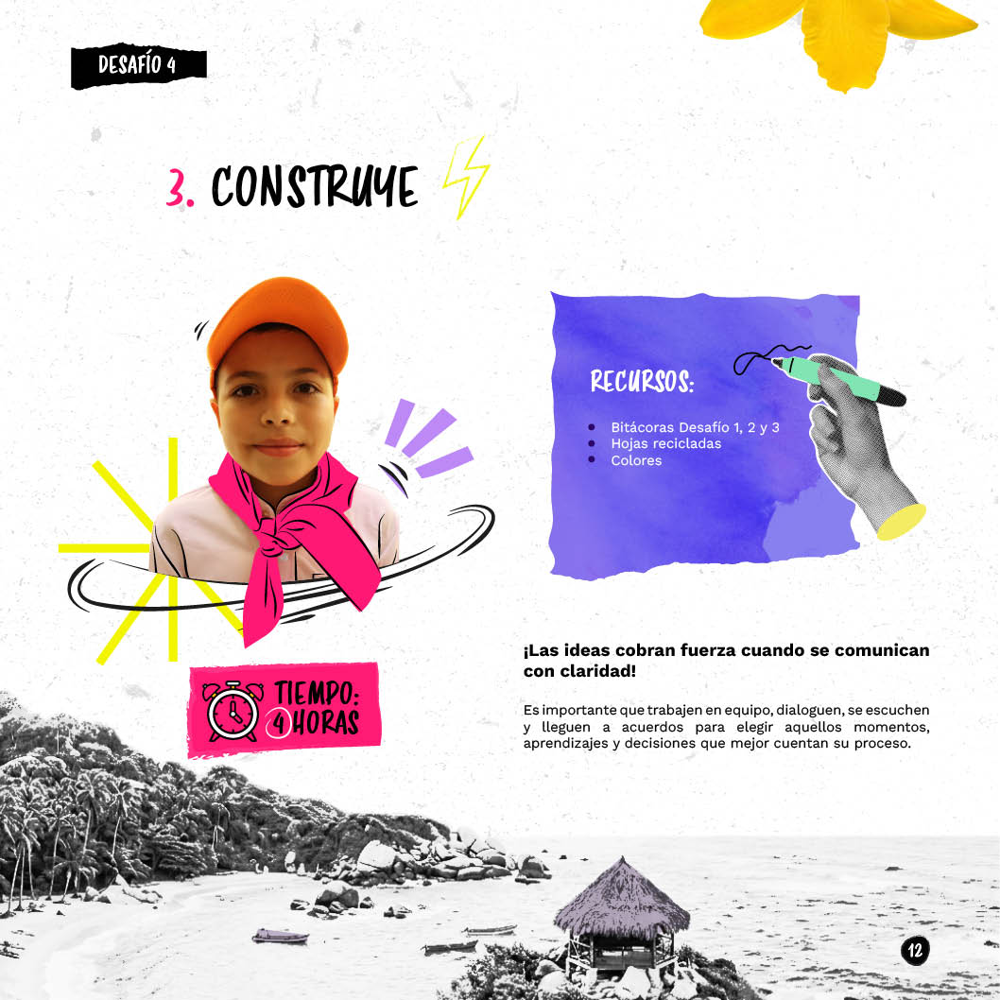 DESAFÍO 4
3. CONSTRUYE
RECURSOS:
• Bitácoras Desafío 1, 2 y 3
• Hojas recicladas
• Colores
TIEMPO:
4 HORAS
¡Las ideas cobran fuerza cuando se comunican
con claridad!
Es importante que trabajen en equipo, dialoguen, se escuchen
y lleguen a acuerdos para elegir aquellos momentos,
aprendizajes y decisiones que mejor cuentan su proceso.
12